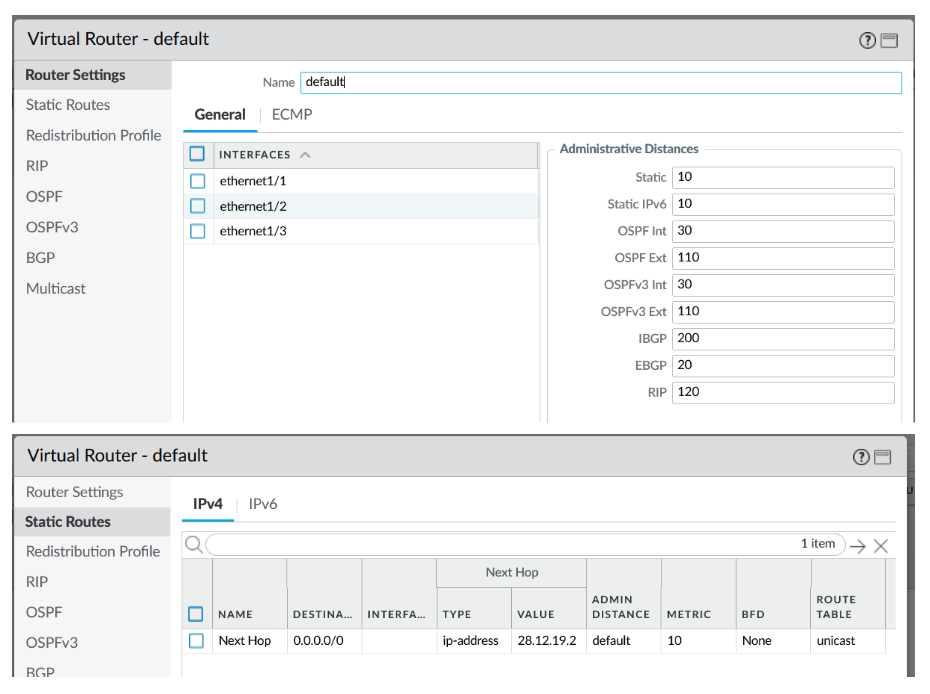 Virtual Router - default
?
Router Settings
Static Routes
Redistribution Profile
RIP
OSPF
OSPFv3
BGP
Multicast
Name default
General ECMP
INTERFACES
ethernet1/1
ethernet1/2
ethernet1/3
Administrative Distances
Static 10
Static IPv6 10
OSPF Int 30
OSPF Ext 110
OSPFv3 Int 30
OSPFv3 Ext 110
IBGP 200
EBGP 20
RIP 120
Virtual Router - default
?
Router Settings
Static Routes
Redistribution Profile
RIP
OSPF
OSPFv3
BGP
IPv4 IPv6
1 item
Next Hop
NAME DESTINA... INTERFA... TYPE VALUE ADMIN DISTANCE METRIC BFD ROUTE TABLE
Next Hop 0.0.0.0/0 ip-address 28.12.19.2 default 10 None unicast